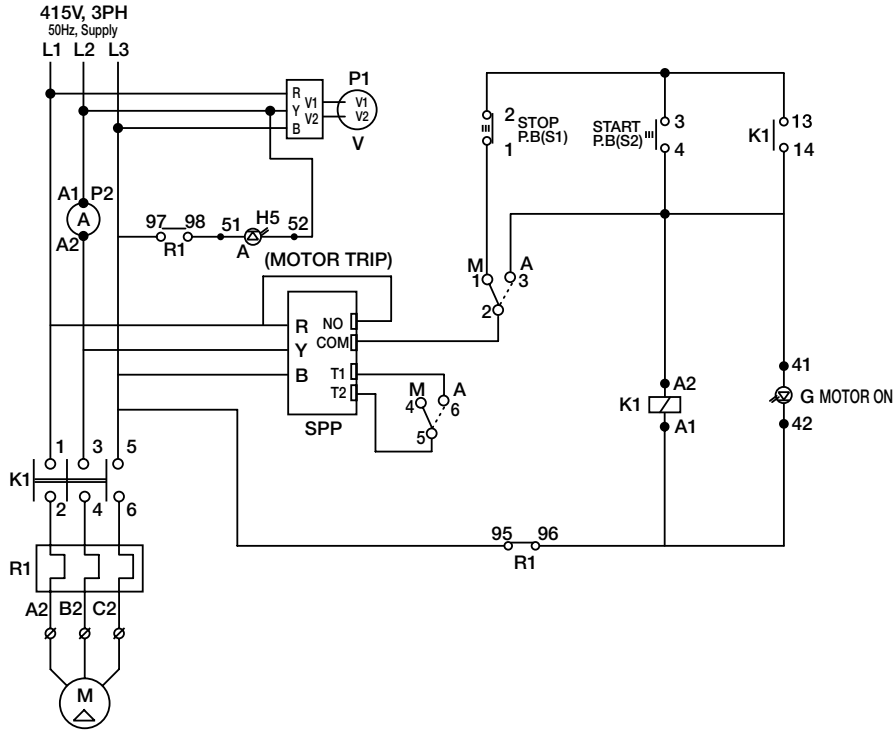 415V, 3PH
50Hz, Supply
L1 L2 L3
R
Y
B
V1
V2
P1
V1
V2
V
A1 P2
A
A2
97 98 51 H5 52
R1 A
(MOTOR TRIP)
R NO
COM
Y
B T1
T2
SPP
2
1
STOP
P.B(S1)
START
P.B(S2)
3
4
K1
13
14
M A
1 3
2
M A
4 6
5
K1
A2
A1
41
G MOTOR ON
42
1 3 5
K1
2 4 6
95 96
R1
R1
A2 B2 C2
M